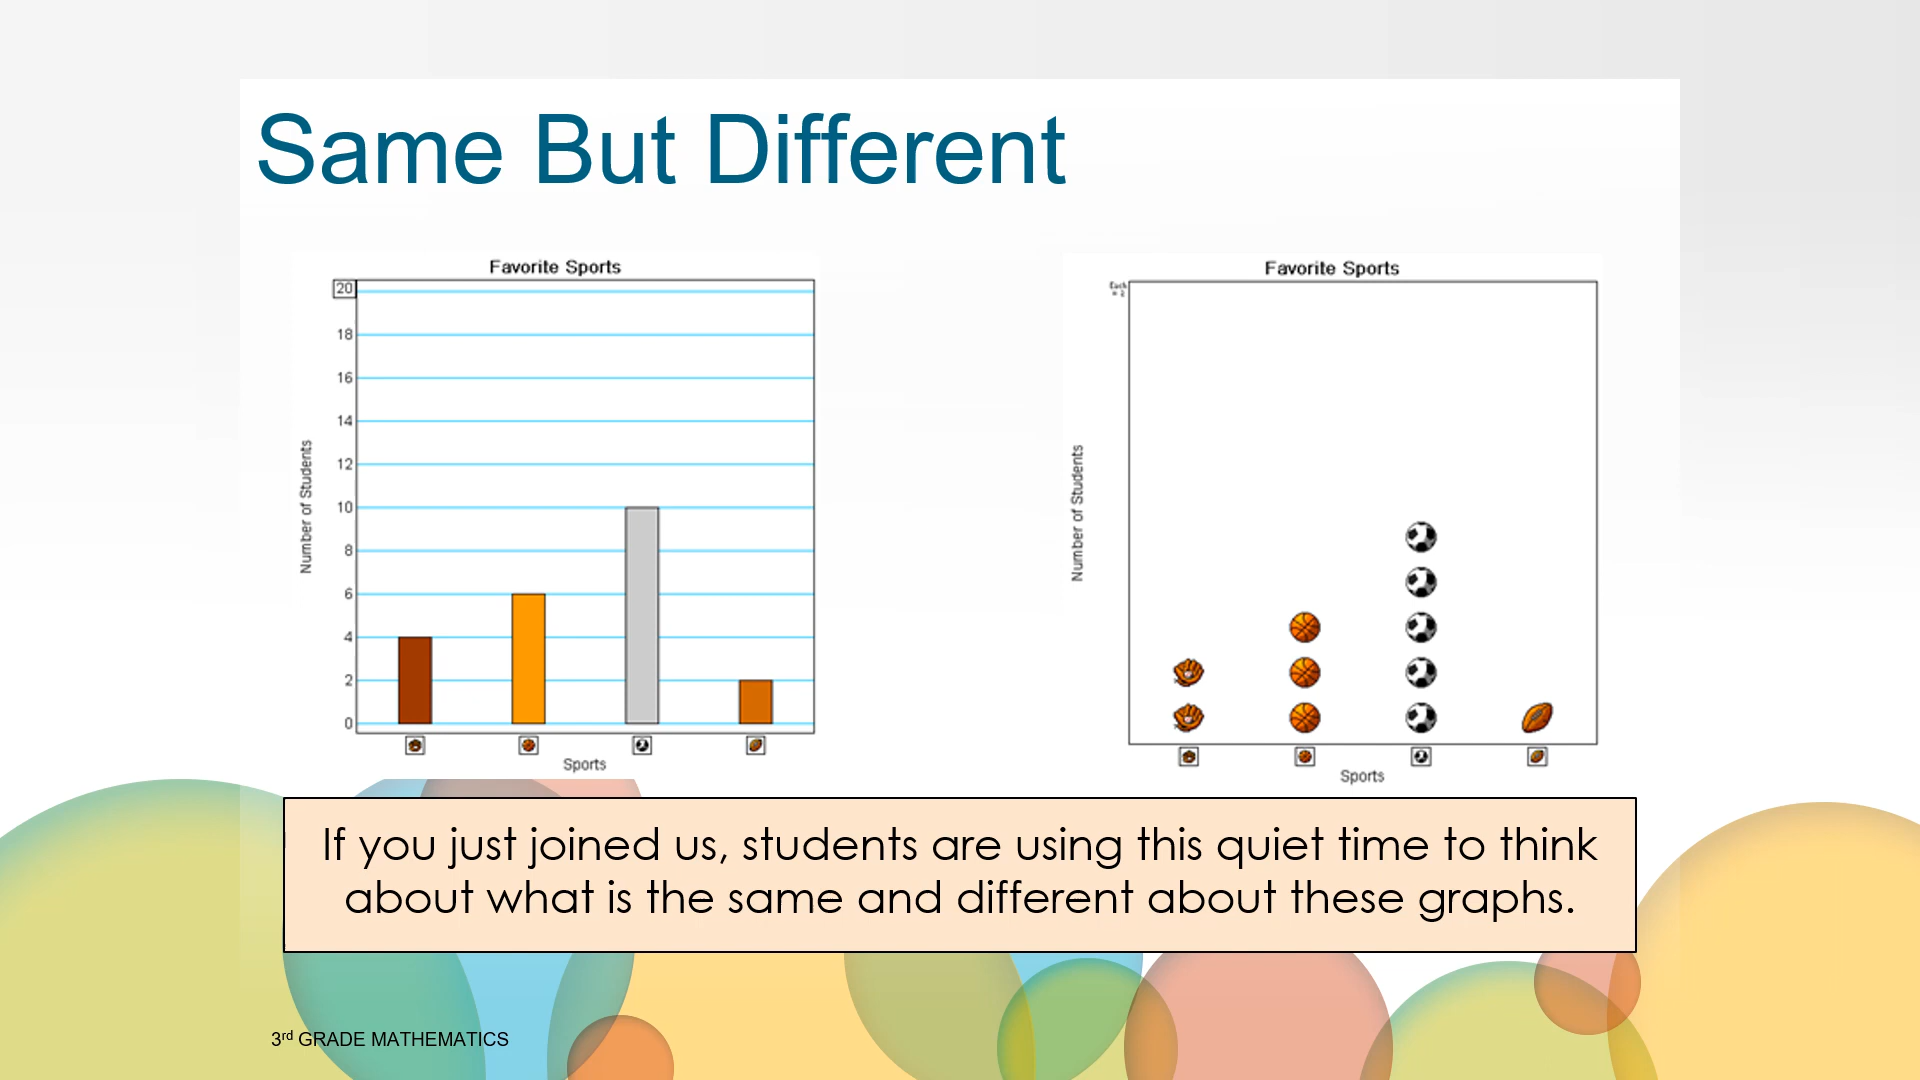 Same But Different
Favorite Sports
20
18
16
14
12
10
8
6
4
2
0
Number of Students
Sports
Favorite Sports
Each
= 2
Number of Students
Sports
If you just joined us, students are using this quiet time to think
about what is the same and different about these graphs.
3rd GRADE MATHEMATICS